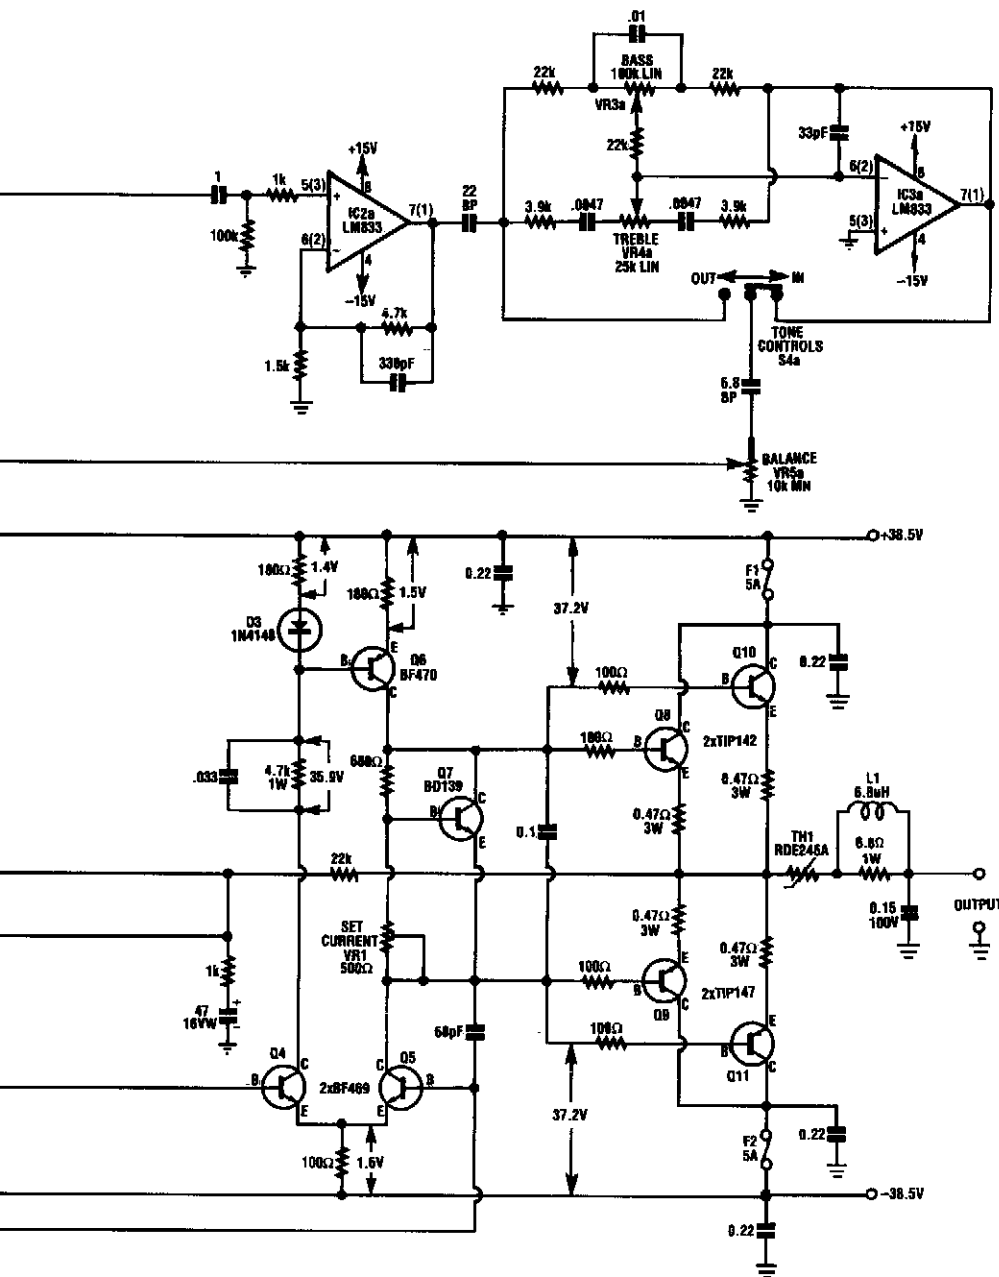 .01
BASS
100k LIN
22k
22k
VR3a
22k
33pF
+15V
6(2)
8
−
IC3a
LM833
7(1)
5(3)
+
4
−15V
1
1k
100k
+15V
5(3)
8
+
IC2a
LM833
7(1)
6(2)
−
4
−15V
22
BP
3.9k
.0047
.0047
3.9k
TREBLE
VR4a
25k LIN
OUT
IN
TONE
CONTROLS
S4a
4.7k
330pF
1.5k
6.8
BP
BALANCE
VR5a
10k MN
+38.5V
180Ω
1.4V
180Ω
1.5V
0.22
37.2V
F1
5A
D3
1N4148
B
E
Q6
BF470
C
100Ω
B
Q10
C
E
0.22
Q8
100Ω
B
C
E
2xTIP142
.033
4.7k
1W
35.9V
680Ω
Q7
BD139
B
C
E
0.1
0.47Ω
3W
0.47Ω
3W
L1
6.8uH
TH1
RDE245A
6.8Ω
1W
22k
0.15
100V
OUTPUT
SET
CURRENT
VR1
500Ω
0.47Ω
3W
0.47Ω
3W
1k
47
16VW
+
−
100Ω
B
E
C
Q9
2xTIP147
68pF
100Ω
B
E
C
Q11
Q4
B
C
E
2xBF469
Q5
C
B
E
37.2V
100Ω
1.6V
F2
5A
0.22
−38.5V
0.22